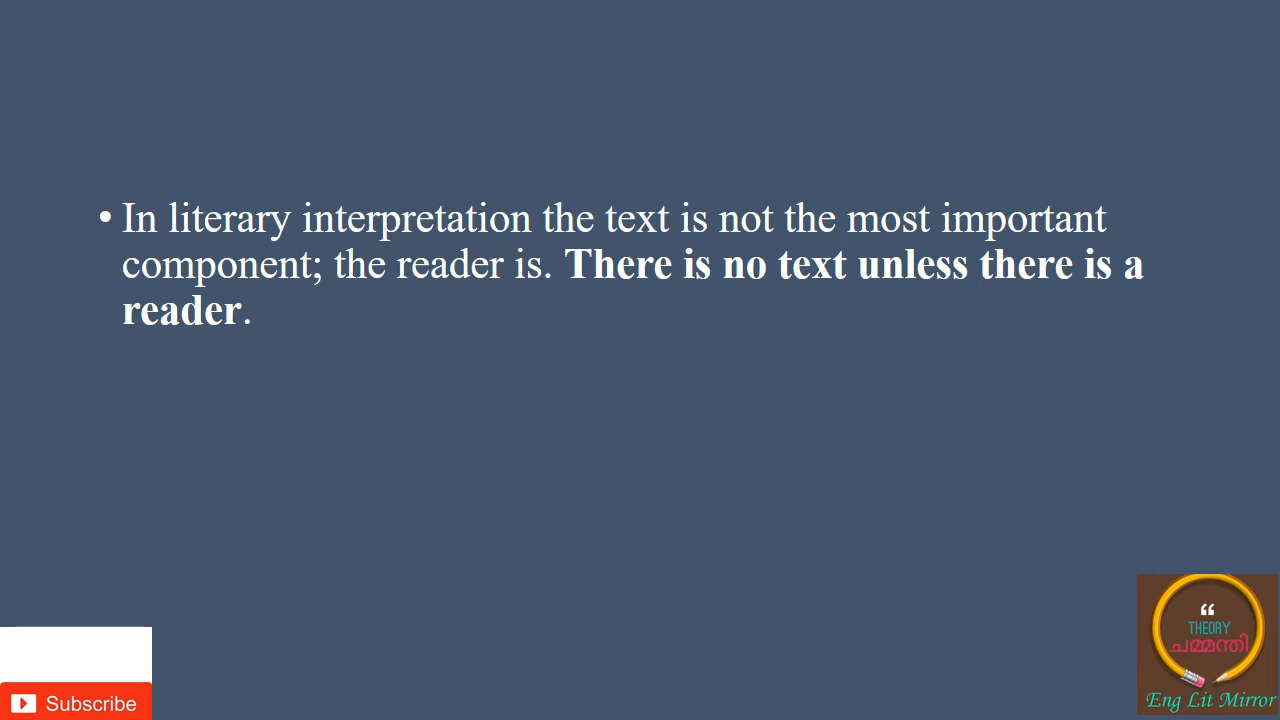 • In literary interpretation the text is not the most important
component; the reader is. There is no text unless there is a
reader.
“
THEORY
ചമ്മന്തി
Eng Lit Mirror
Subscribe